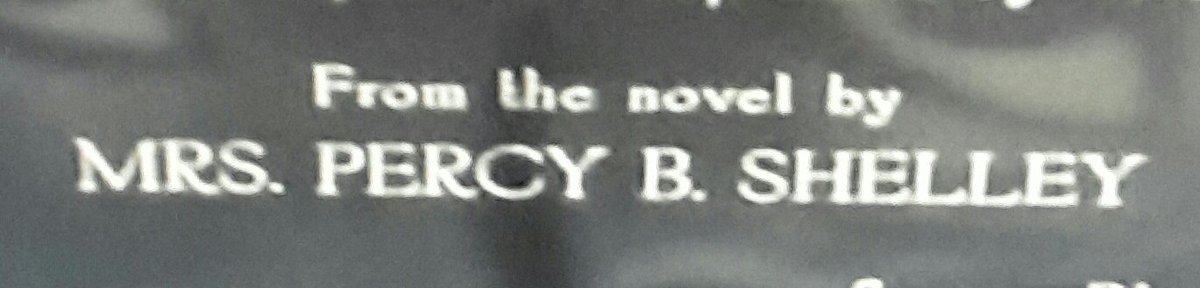 From the novel by
MRS. PERCY B. SHELLEY